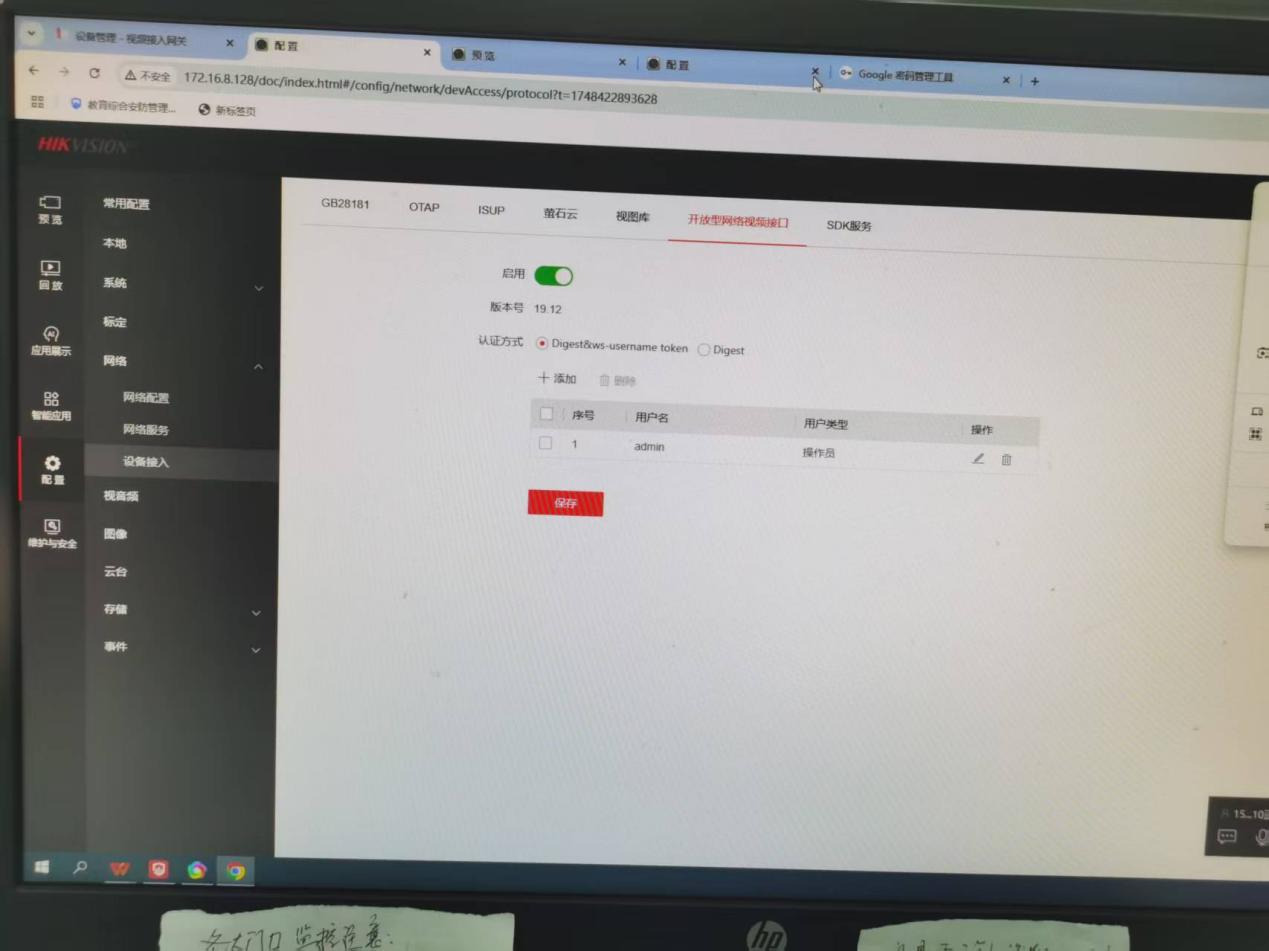 设备管理 - 视频接入网关
配置
预览
配置
Google 密码管理工具
不安全 172.16.8.128/doc/index.html#/config/network/devAccess/protocol?t=1748422893628
教育综合安防管理...
新标签页
HIKVISION
预览
回放
应用展示
智能应用
配置
维护与安全
常用配置
本地
系统
标定
网络
网络配置
网络服务
设备接入
视音频
图像
云台
存储
事件
GB28181 OTAP ISUP 萤石云 视图库 开放型网络视频接口 SDK服务
启用
版本号 19.12
认证方式 Digest&ws-username token Digest
添加 删除
序号 用户名 用户类型 操作
1 admin 操作员
保存
hp